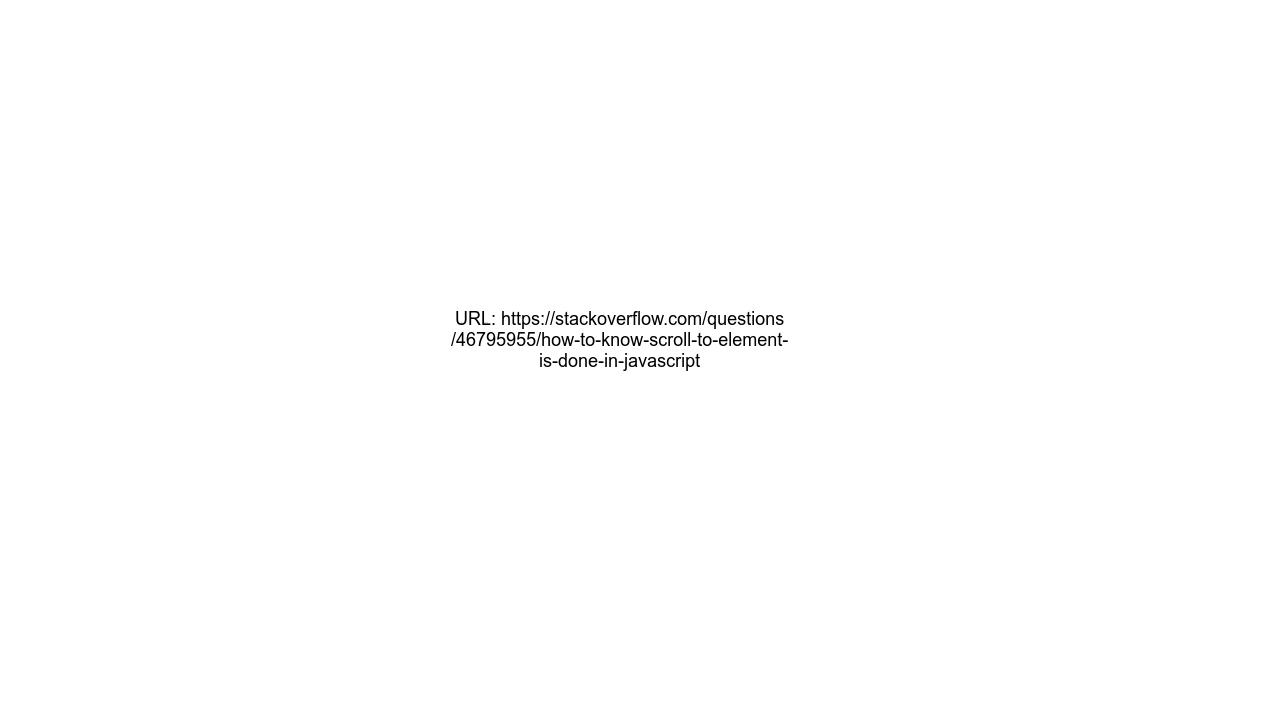 URL: https://stackoverflow.com/questions
/46795955/how-to-know-scroll-to-element-
is-done-in-javascript